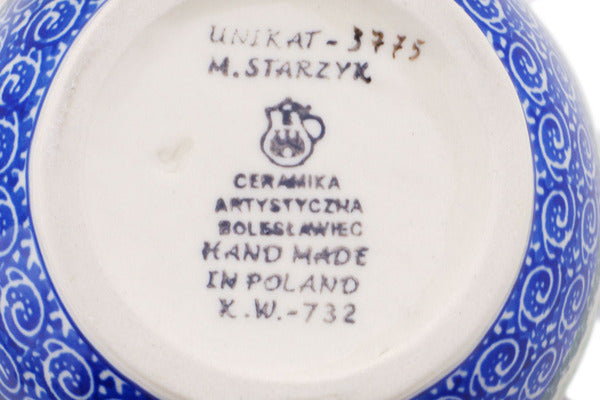 UNIKAT - 3775
M. STARZYK
CERAMIKA
ARTYSTYCZNA
BOLESŁAWIEC
HAND MADE
IN POLAND
K.W.-732